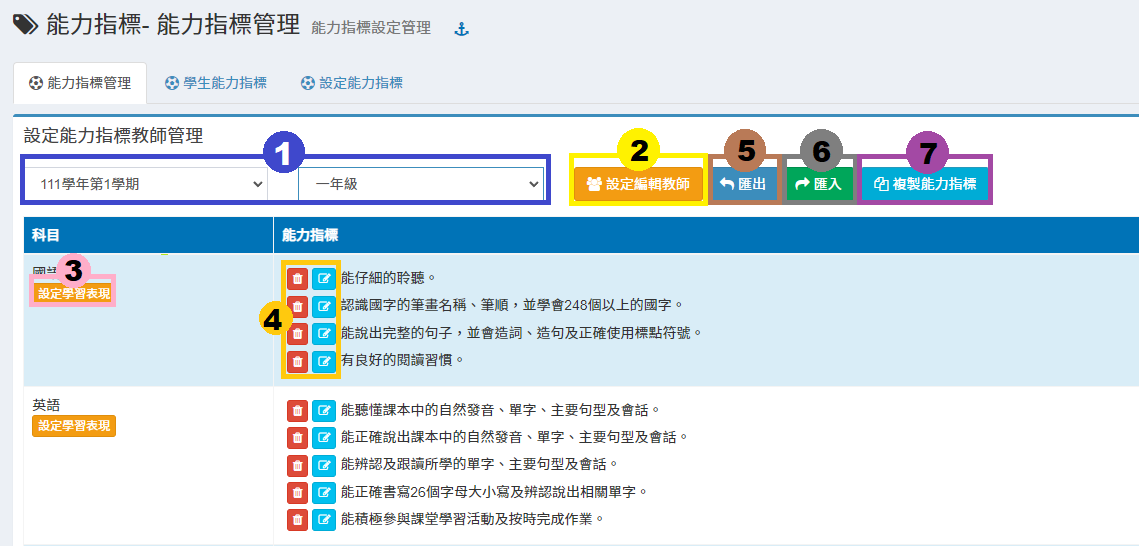 能力指標- 能力指標管理 能力指標設定管理
能力指標管理 學生能力指標 設定能力指標
設定能力指標教師管理
1 2 5 6 7
111學年第1學期 一年級 設定編輯教師 匯出 匯入 複製能力指標
科目 能力指標
國語
3
設定學習表現
4
能仔細的聆聽。
認識國字的筆畫名稱、筆順，並學會248個以上的國字。
能說出完整的句子，並會造詞、造句及正確使用標點符號。
有良好的閱讀習慣。
英語
設定學習表現
能聽懂課本中的自然發音、單字、主要句型及會話。
能正確說出課本中的自然發音、單字、主要句型及會話。
能辨認及跟讀所學的單字、主要句型及會話。
能正確書寫26個字母大小寫及辨認說出相關單字。
能積極參與課堂學習活動及按時完成作業。